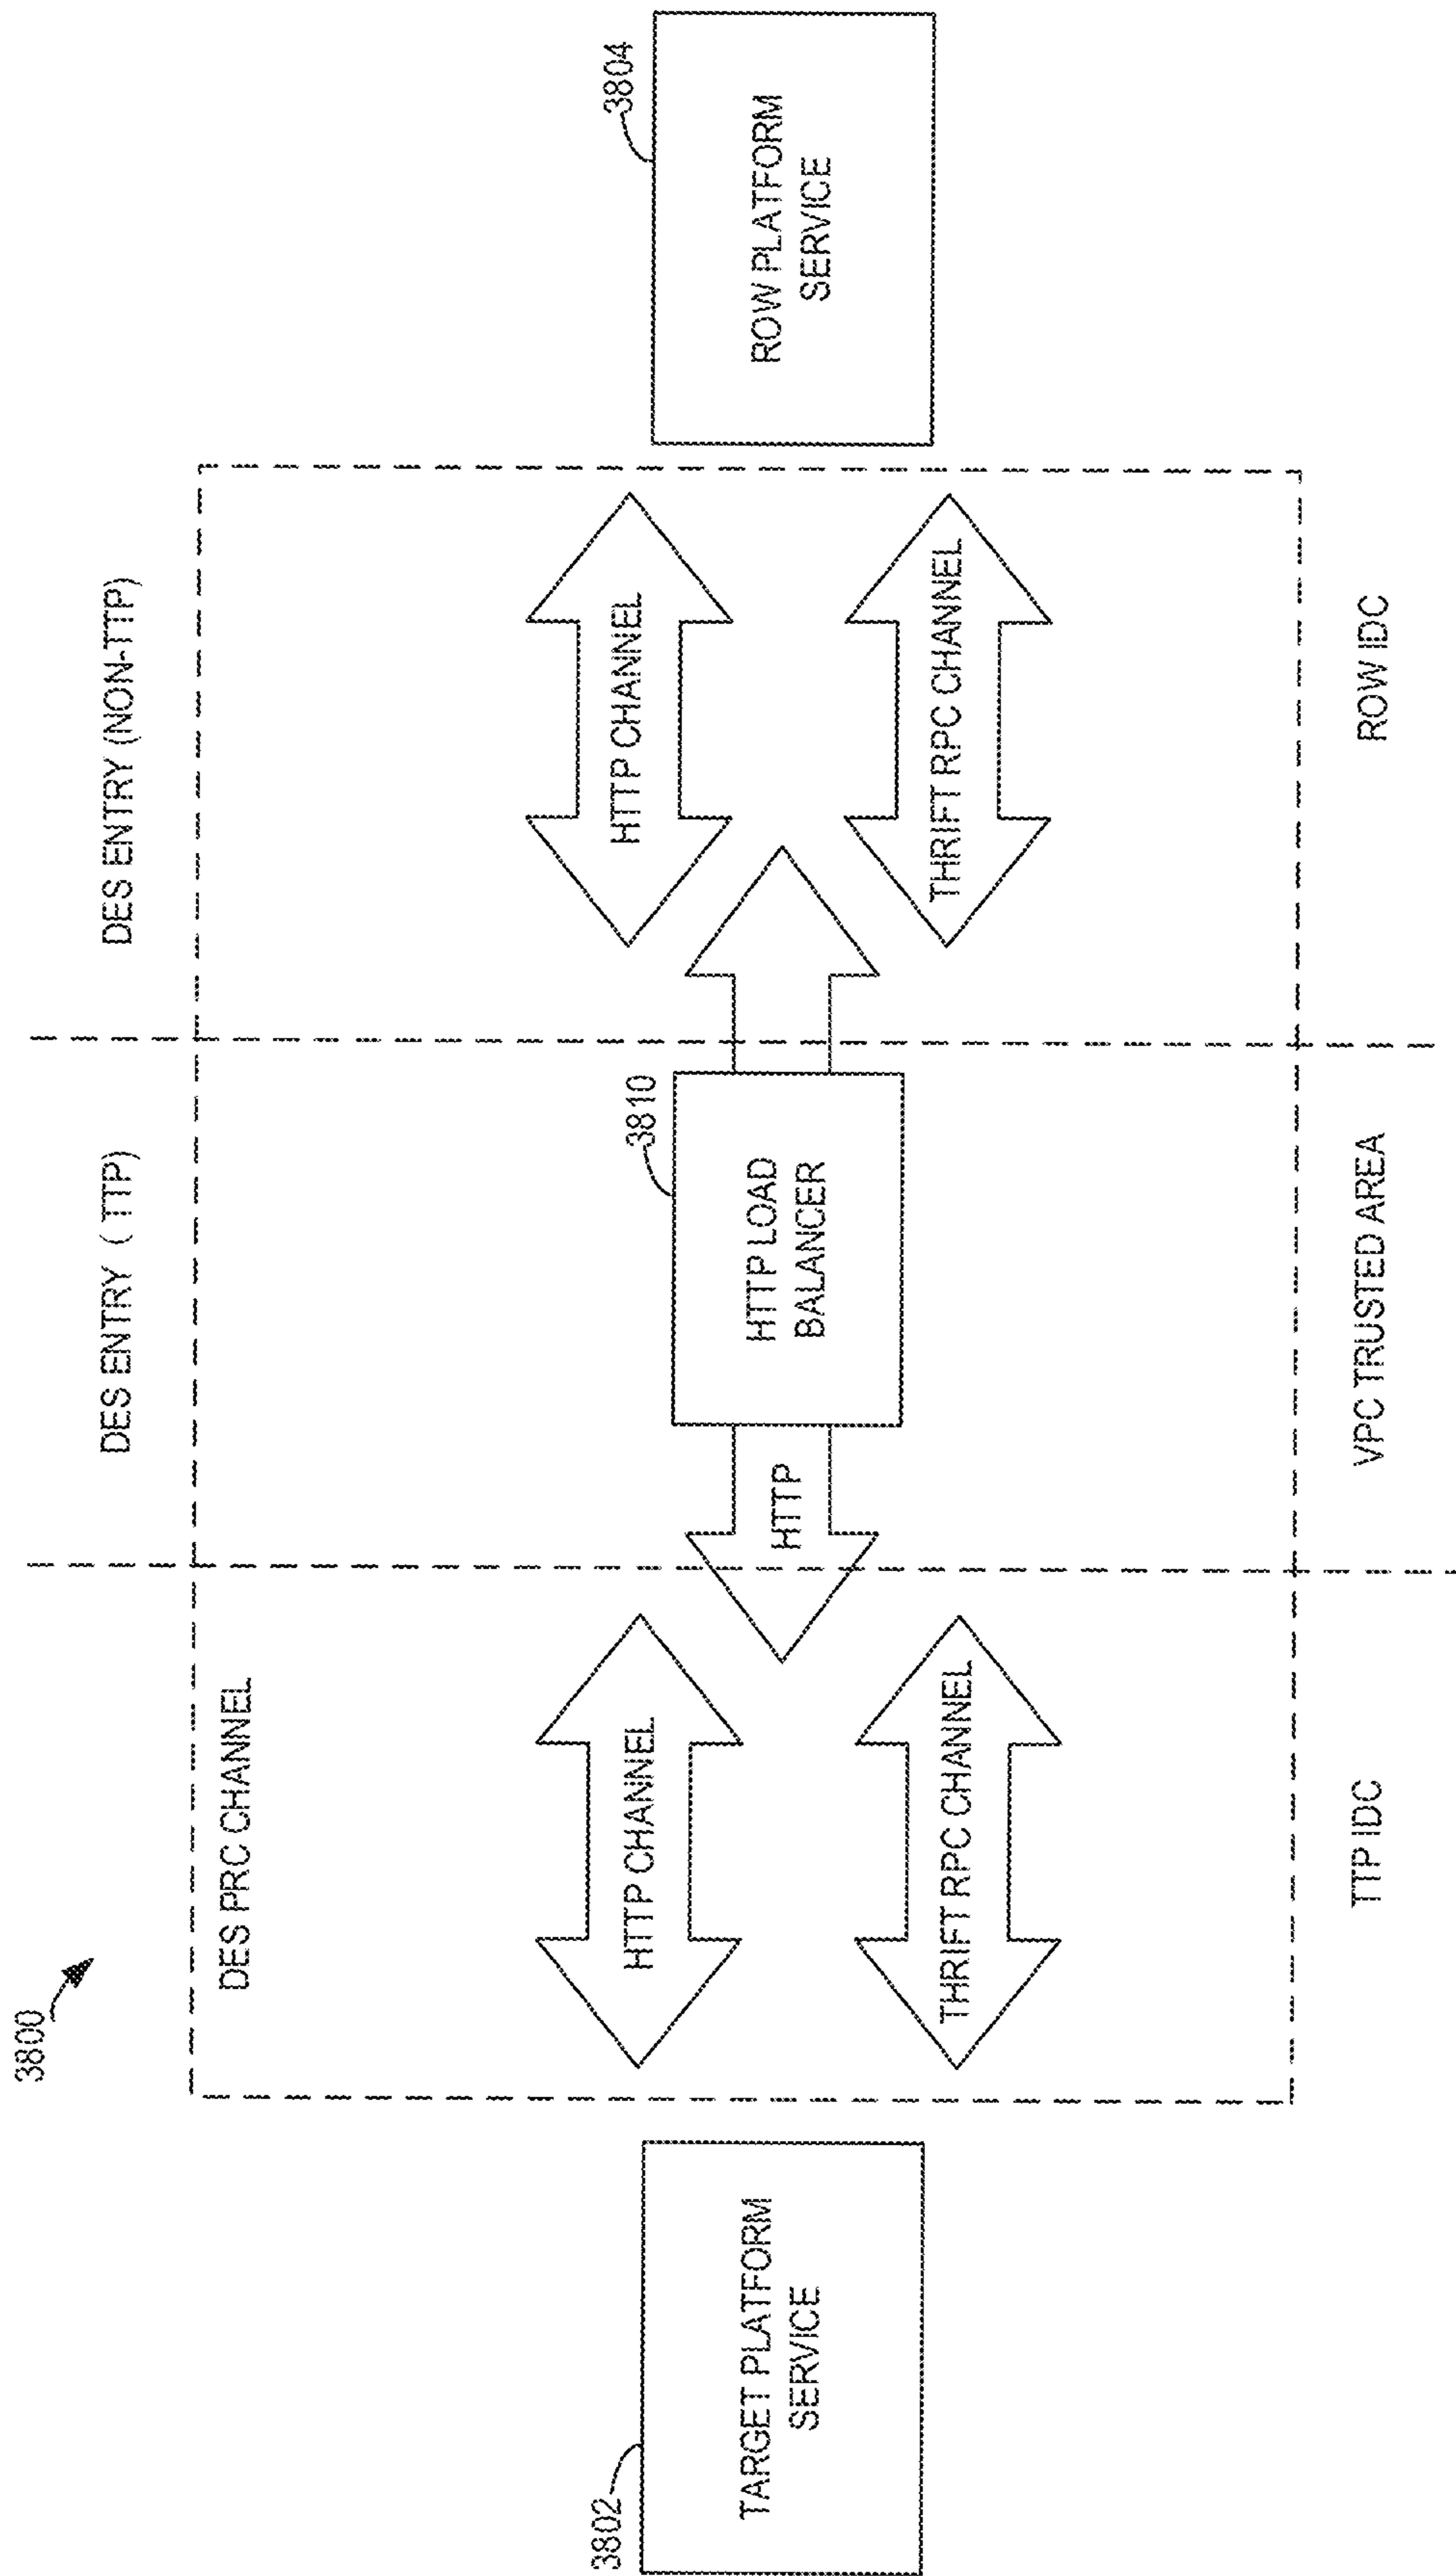 3800
DES ENTRY ( TTP)
DES ENTRY (NON-TTP)
DES PRC CHANNEL
3802
TARGET PLATFORM
SERVICE
HTTP CHANNEL
THRIFT RPC CHANNEL
HTTP
3810
HTTP LOAD
BALANCER
HTTP CHANNEL
THRIFT RPC CHANNEL
3804
ROW PLATFORM
SERVICE
TTP IDC
VPC TRUSTED AREA
ROW IDC